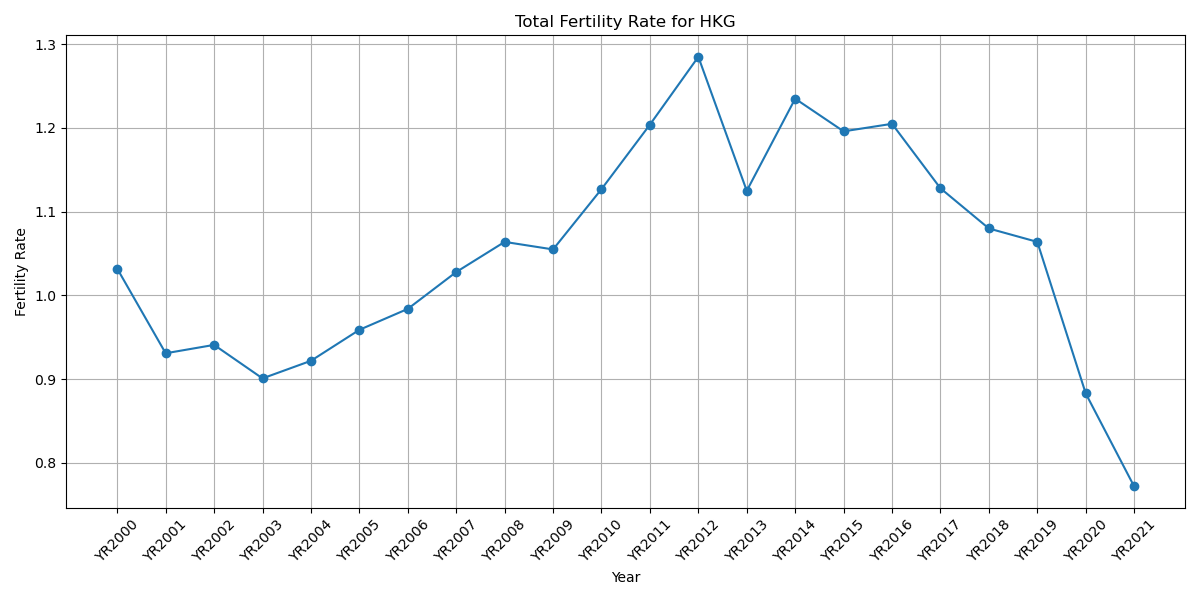 Total Fertility Rate for HKG
Fertility Rate
1.3
1.2
1.1
1.0
0.9
0.8
YR2000
YR2001
YR2002
YR2003
YR2004
YR2005
YR2006
YR2007
YR2008
YR2009
YR2010
YR2011
YR2012
YR2013
YR2014
YR2015
YR2016
YR2017
YR2018
YR2019
YR2020
YR2021
Year